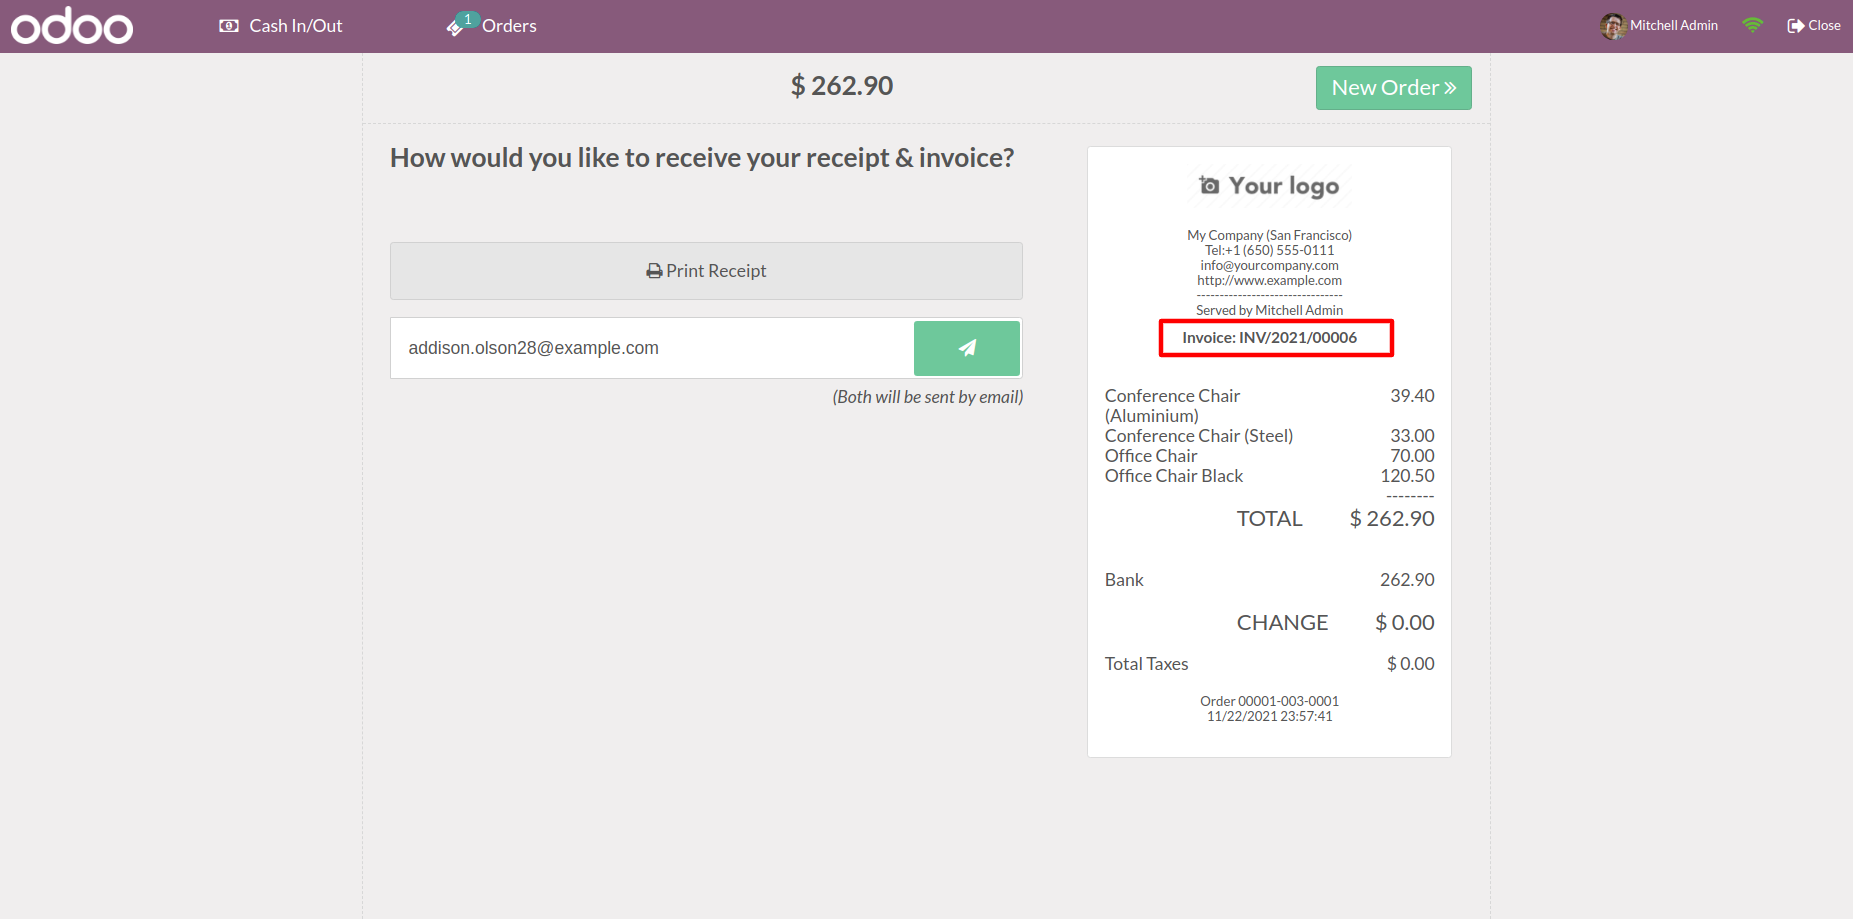 odoo
Cash In/Out
1
Orders
Mitchell Admin
Close
$ 262.90
New Order
How would you like to receive your receipt & invoice?
Print Receipt
addison.olson28@example.com
(Both will be sent by email)
Your logo
My Company (San Francisco)
Tel:+1 (650) 555-0111
info@yourcompany.com
http://www.example.com
--------------------------------
Served by Mitchell Admin
Invoice: INV/2021/00006
Conference Chair 39.40
(Aluminium)
Conference Chair (Steel) 33.00
Office Chair 70.00
Office Chair Black 120.50
--------
TOTAL $ 262.90
Bank 262.90
CHANGE $ 0.00
Total Taxes $ 0.00
Order 00001-003-0001
11/22/2021 23:57:41